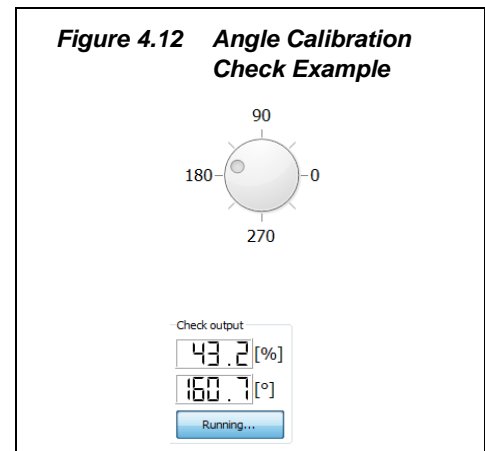 Figure 4.12 Angle Calibration
Check Example
90
180
0
270
Check output
43.2 [%]
160.7 [°]
Running...